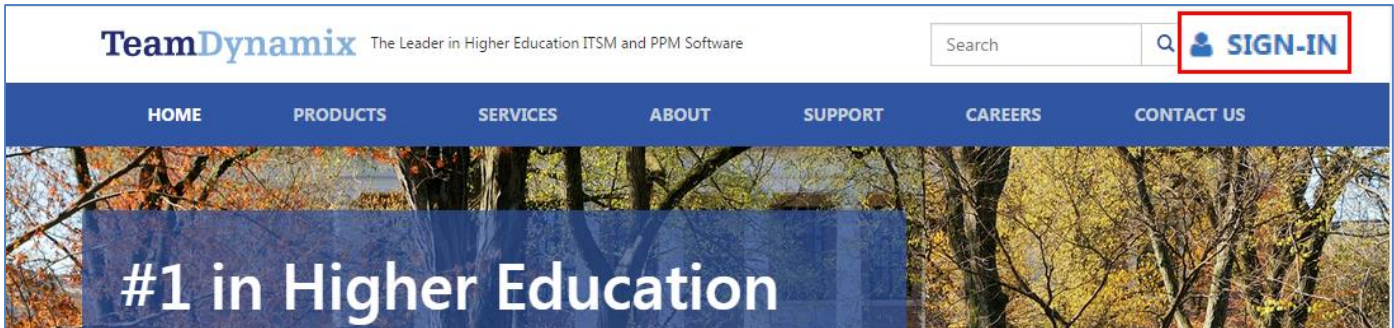 TeamDynamix The Leader in Higher Education ITSM and PPM Software Search SIGN-IN
HOME PRODUCTS SERVICES ABOUT SUPPORT CAREERS CONTACT US
#1 in Higher Education